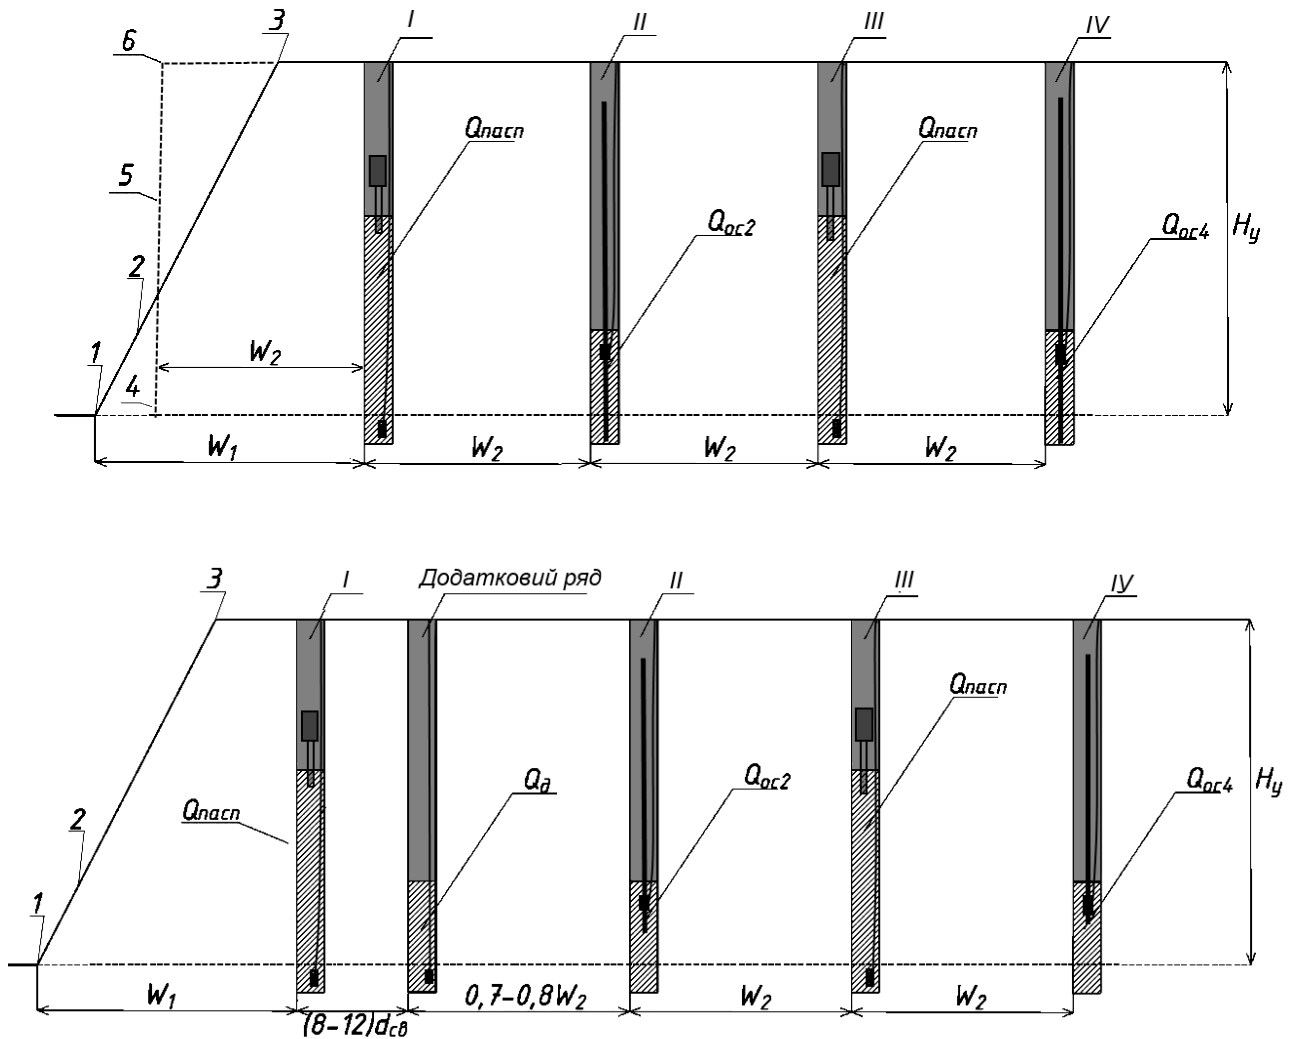 I II III IV
6 3
Qпасп Qпасп
5
Qос2 Qос4 Hу
2
1 W2
4
W1 W2 W2 W2
3 I Додатковий ряд II III ІУ
Qпасп
Qд Qос2 Qос4 Hу
Qпасп
2
1
W1 (8-12)dсв 0,7-0,8W2 W2 W2